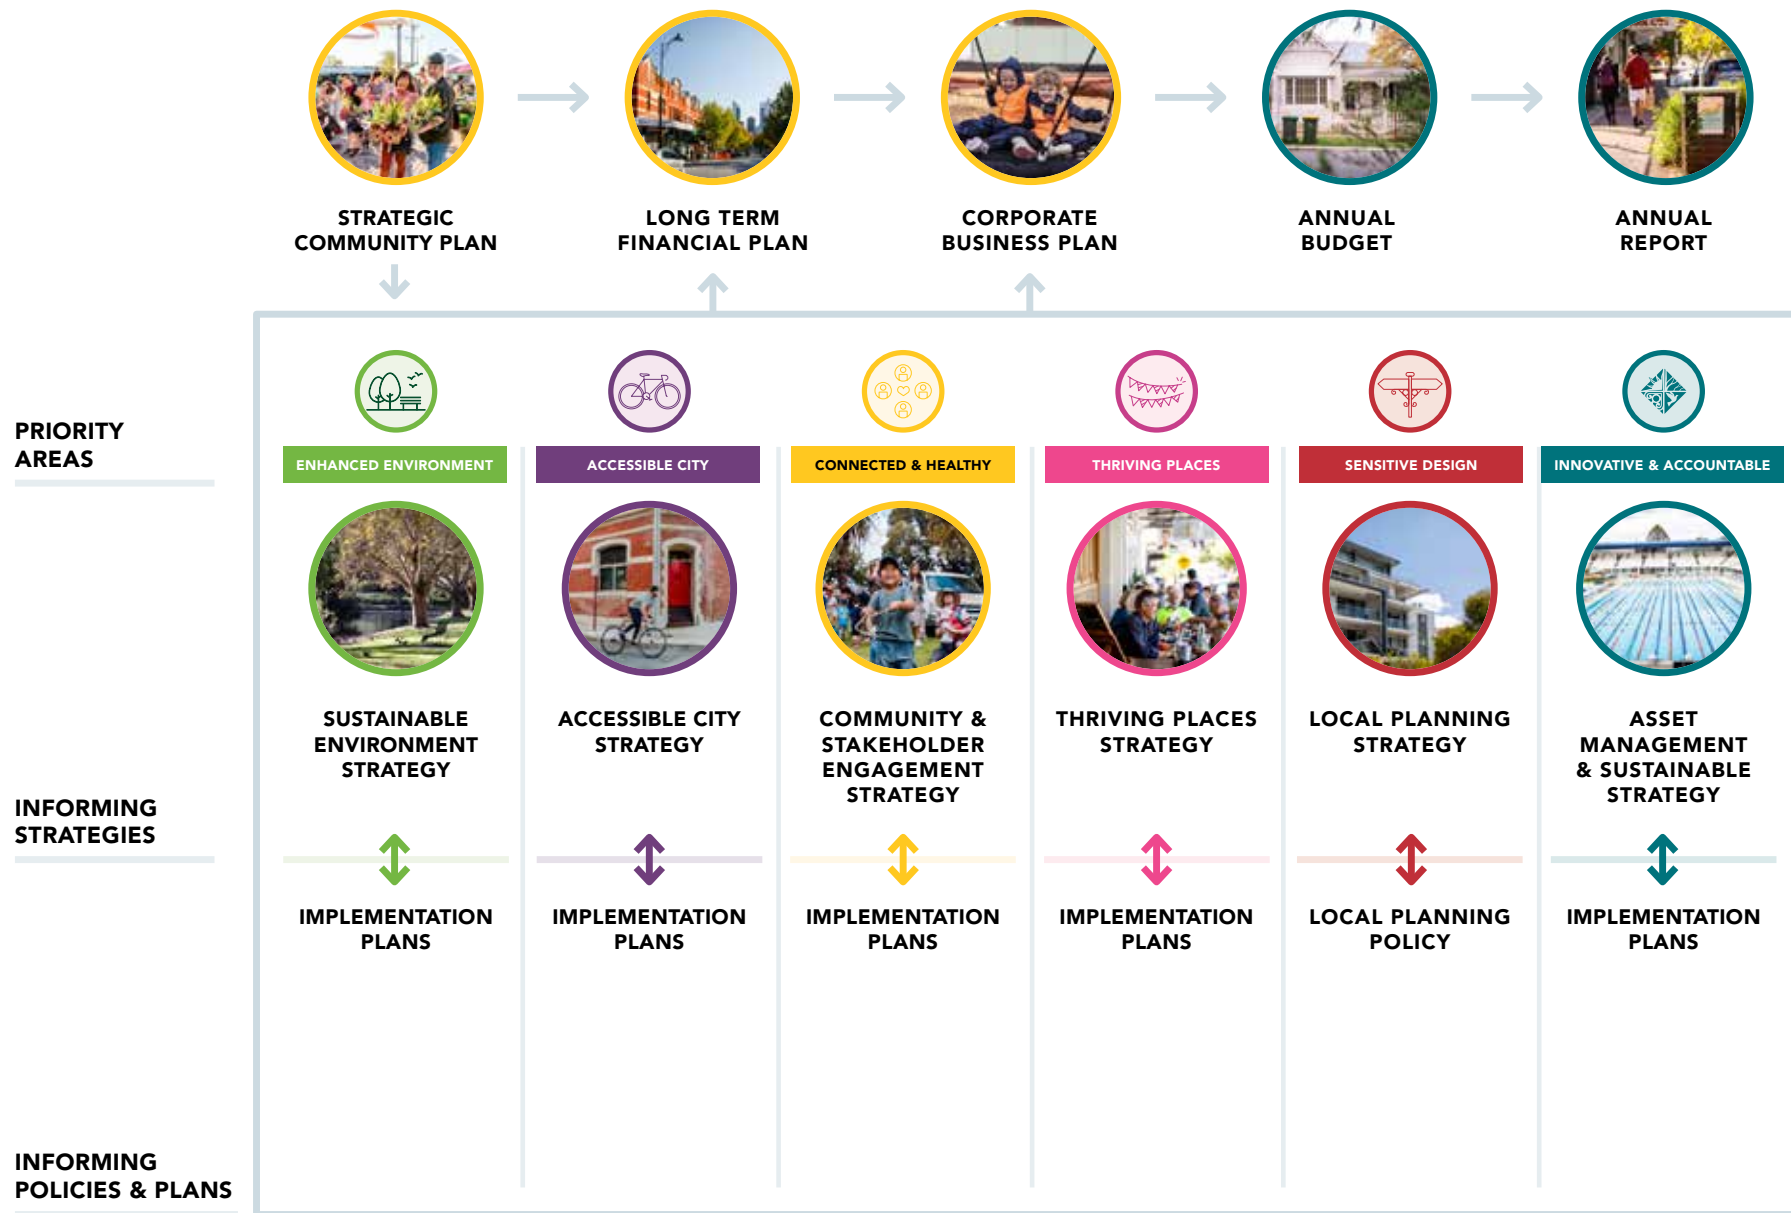 STRATEGIC
COMMUNITY PLAN
LONG TERM
FINANCIAL PLAN
CORPORATE
BUSINESS PLAN
ANNUAL
BUDGET
ANNUAL
REPORT
PRIORITY
AREAS
ENHANCED ENVIRONMENT
ACCESSIBLE CITY
CONNECTED & HEALTHY
THRIVING PLACES
SENSITIVE DESIGN
INNOVATIVE & ACCOUNTABLE
INFORMING
STRATEGIES
SUSTAINABLE
ENVIRONMENT
STRATEGY
ACCESSIBLE CITY
STRATEGY
COMMUNITY &
STAKEHOLDER
ENGAGEMENT
STRATEGY
THRIVING PLACES
STRATEGY
LOCAL PLANNING
STRATEGY
ASSET
MANAGEMENT
& SUSTAINABLE
STRATEGY
IMPLEMENTATION
PLANS
IMPLEMENTATION
PLANS
IMPLEMENTATION
PLANS
IMPLEMENTATION
PLANS
LOCAL PLANNING
POLICY
IMPLEMENTATION
PLANS
INFORMING
POLICIES & PLANS